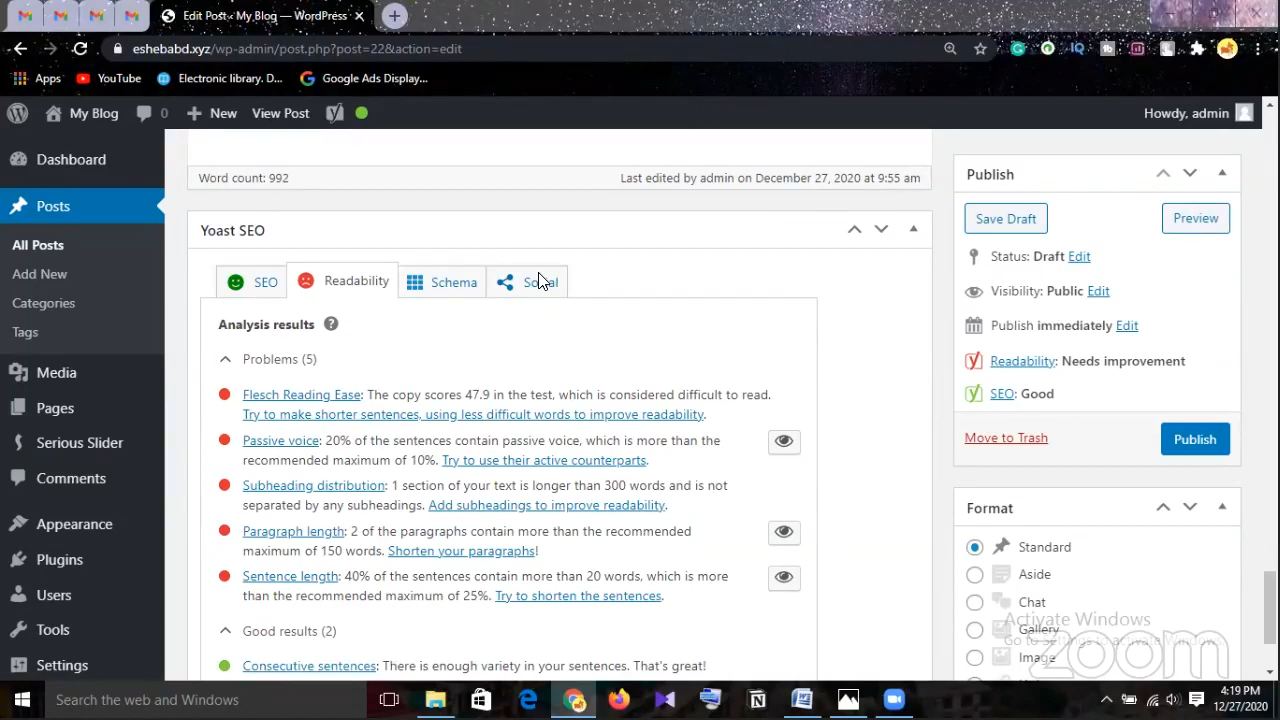 Edit Post ‹ My Blog — WordPress
eshebabd.xyz/wp-admin/post.php?post=22&action=edit
Apps YouTube Electronic library. D... Google Ads Display...
My Blog 0 New View Post Howdy, admin
Dashboard
Posts
All Posts
Add New
Categories
Tags
Media
Pages
Serious Slider
Comments
Appearance
Plugins
Users
Tools
Settings
Word count: 992 Last edited by admin on December 27, 2020 at 9:55 am
Yoast SEO
SEO Readability Schema Social
Analysis results
Problems (5)
Flesch Reading Ease: The copy scores 47.9 in the test, which is considered difficult to read.
Try to make shorter sentences, using less difficult words to improve readability.
Passive voice: 20% of the sentences contain passive voice, which is more than the
recommended maximum of 10%. Try to use their active counterparts.
Subheading distribution: 1 section of your text is longer than 300 words and is not
separated by any subheadings. Add subheadings to improve readability.
Paragraph length: 2 of the paragraphs contain more than the recommended
maximum of 150 words. Shorten your paragraphs!
Sentence length: 40% of the sentences contain more than 20 words, which is more
than the recommended maximum of 25%. Try to shorten the sentences.
Good results (2)
Consecutive sentences: There is enough variety in your sentences. That's great!
Publish
Save Draft Preview
Status: Draft Edit
Visibility: Public Edit
Publish immediately Edit
Readability: Needs improvement
SEO: Good
Move to Trash Publish
Format
Standard
Aside
Chat
Gallery
Image
Activate Windows
Go to Settings to activate Windows.
zoom
Search the web and Windows
4:19 PM
12/27/2020